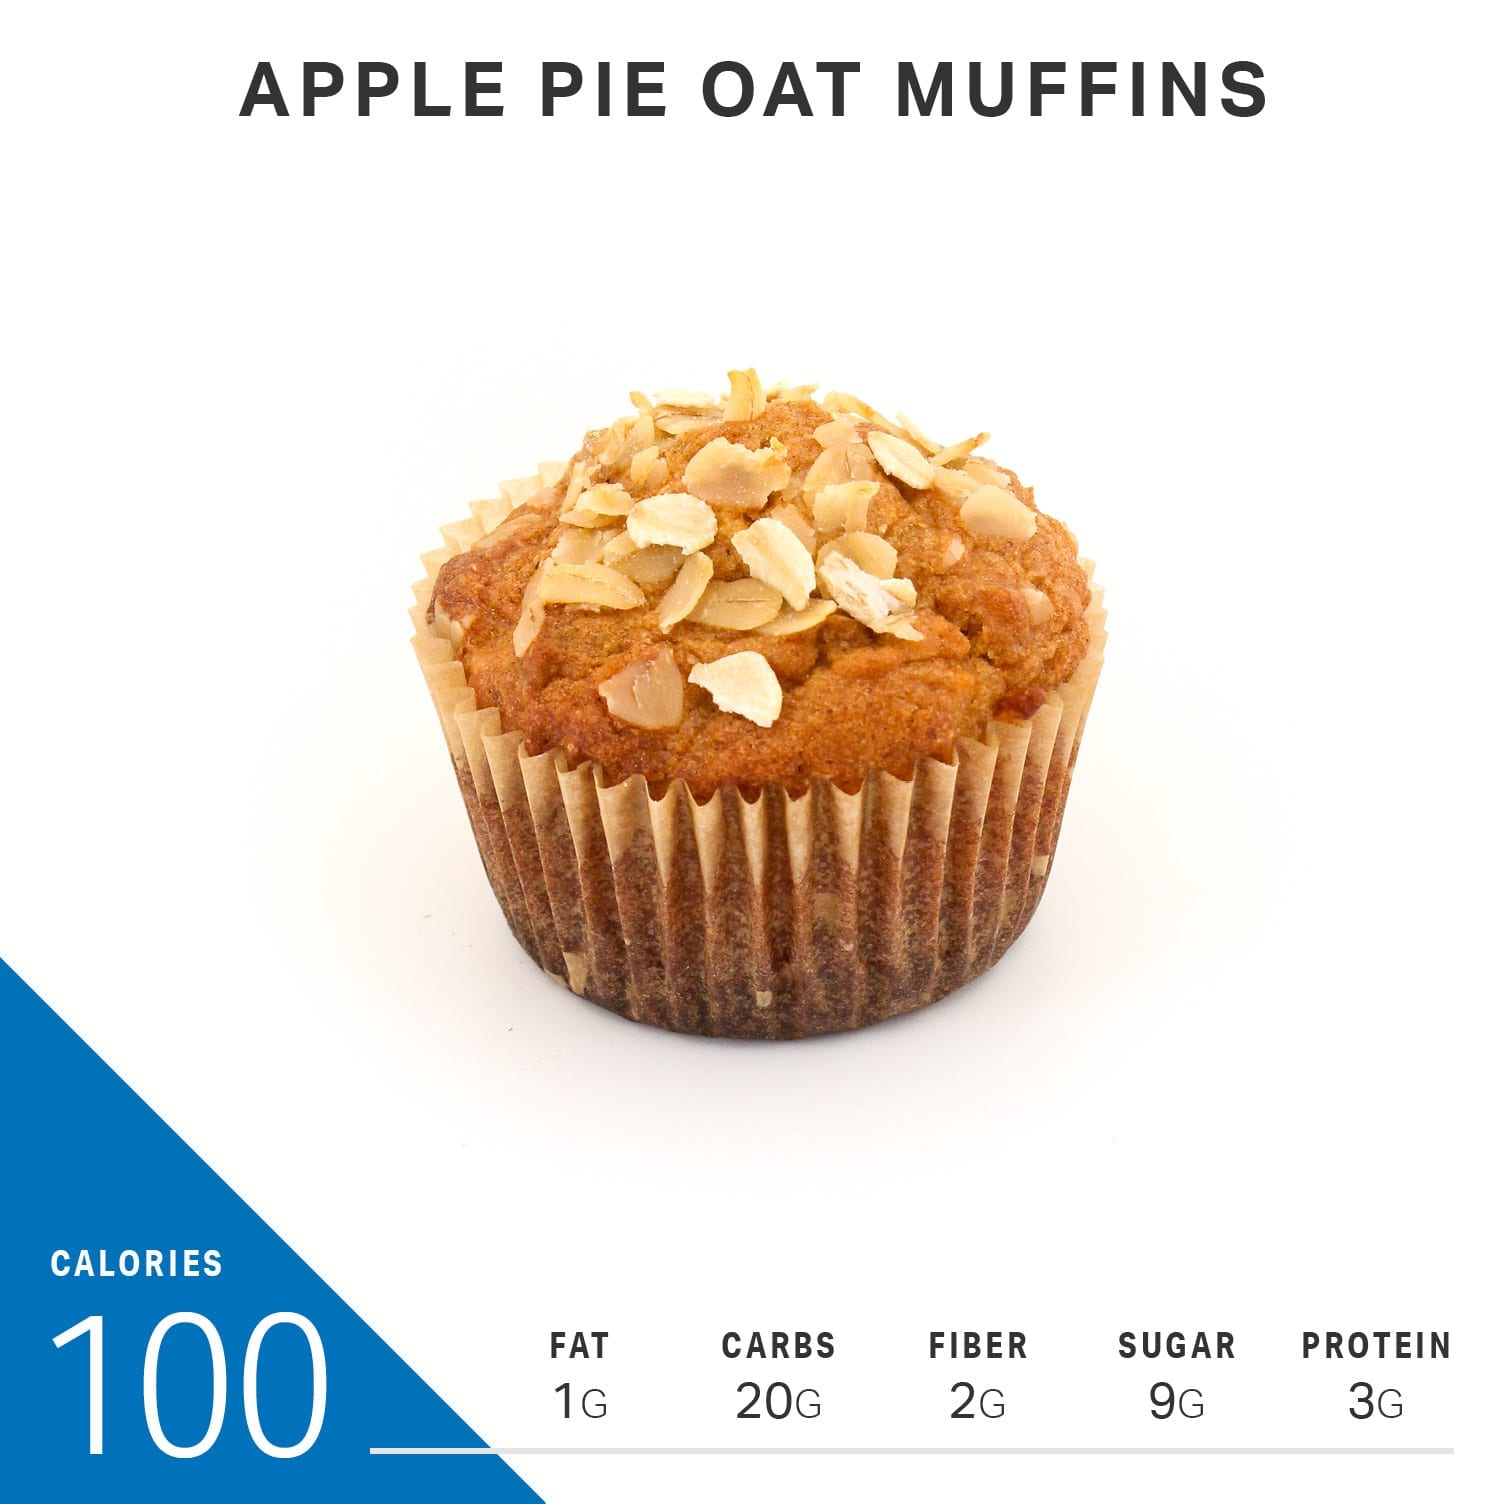 APPLE PIE OAT MUFFINS
CALORIES
100
FAT CARBS FIBER SUGAR PROTEIN
1G 20G 2G 9G 3G